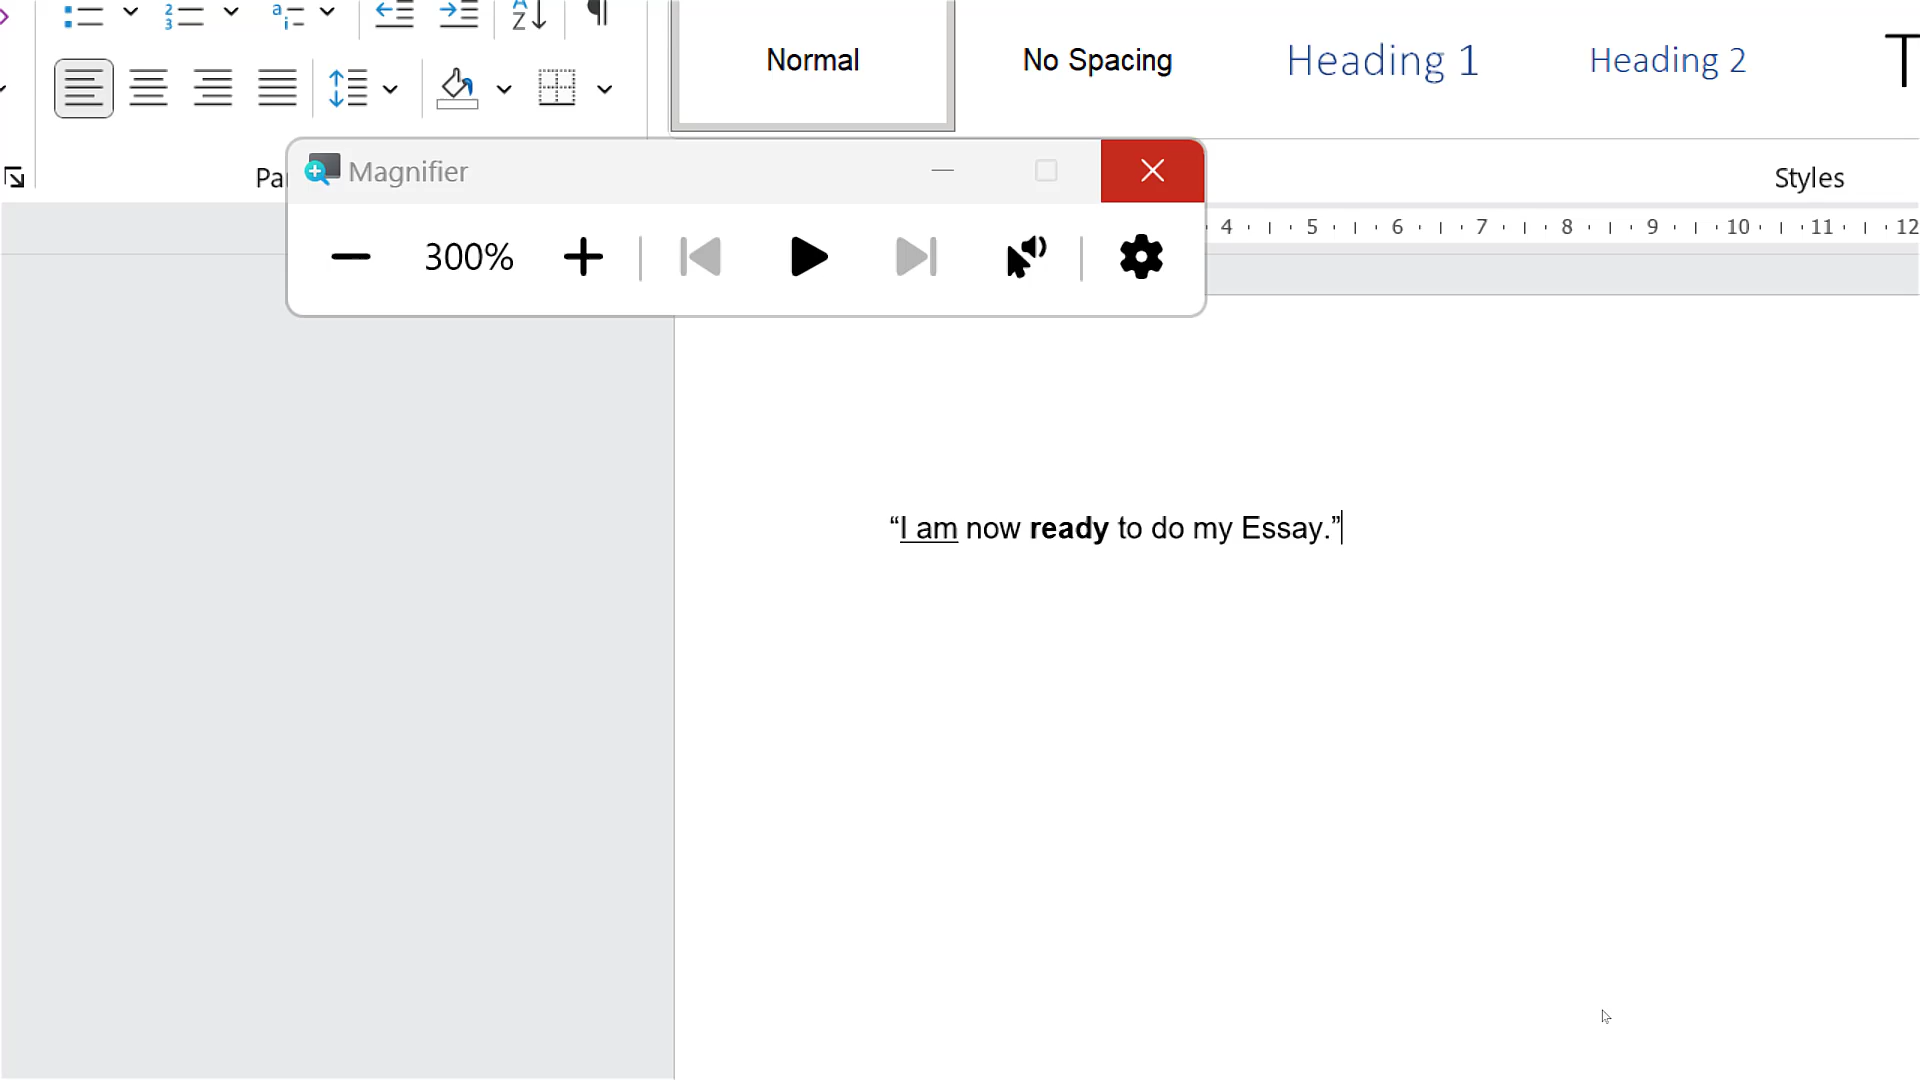 Normal
No Spacing
Heading 1
Heading 2
Magnifier
Styles
300%
4 5 6 7 8 9 10 11 12
“I am now ready to do my Essay.”